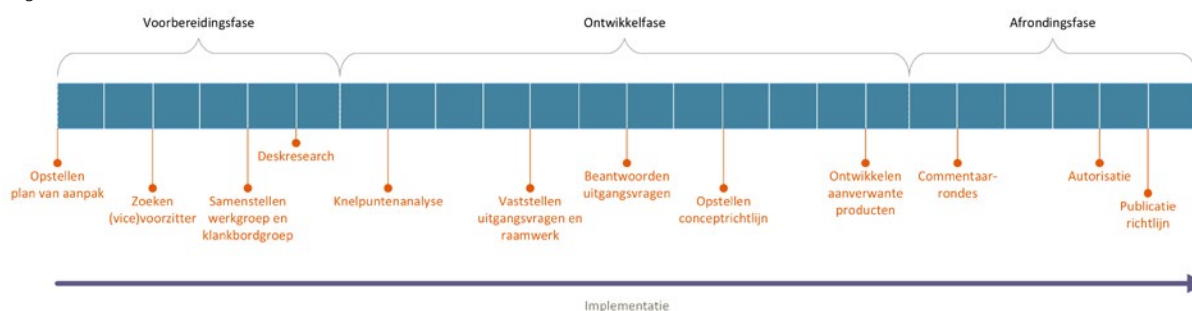 Voorbereidingsfase
Ontwikkelfase
Afrondingsfase
Opstellen
plan van aanpak
Zoeken
(vice)voorzitter
Samenstellen
werkgroep en
klankbordgroep
Deskresearch
Knelpuntenanalyse
Vaststellen
uitgangsvragen en
raamwerk
Beantwoorden
uitgangsvragen
Opstellen
conceptrichtlijn
Ontwikkelen
aanverwante
producten
Commentaar-
rondes
Autorisatie
Publicatie
richtlijn
Implementatie